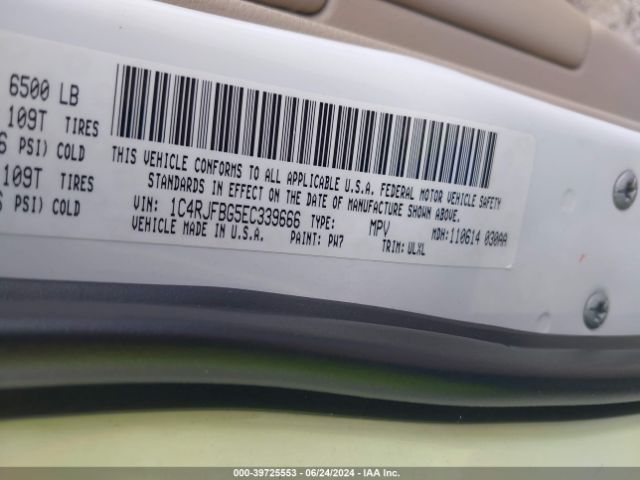 6500 LB
109T TIRES
PSI) COLD
109T TIRES
PSI) COLD
THIS VEHICLE CONFORMS TO ALL APPLICABLE U.S.A. FEDERAL MOTOR VEHICLE SAFETY
STANDARDS IN EFFECT ON THE DATE OF MANUFACTURE SHOWN ABOVE.
VIN: 1C4RJFBG5EC339666 TYPE: MPV MDH: 110614 030AA
VEHICLE MADE IN U.S.A. PAINT: PW7 TRIM: ULXL
000-39725553 - 06/24/2024 - IAA Inc.